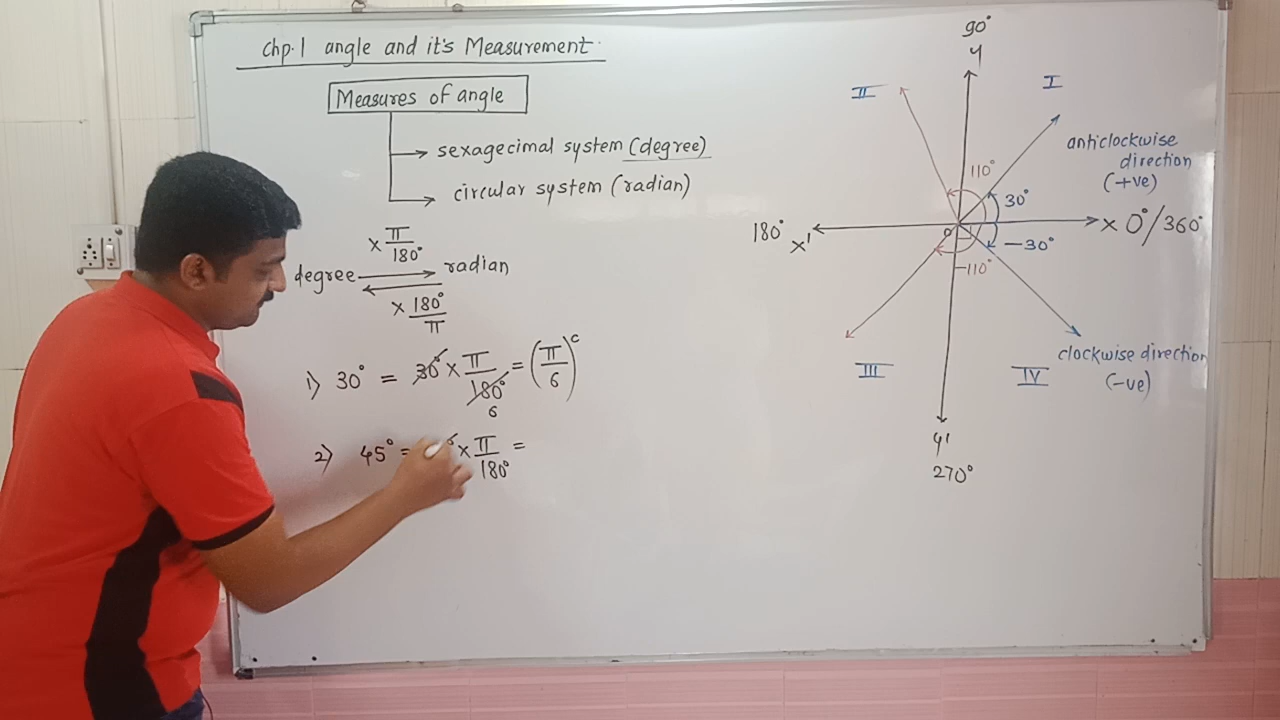 chp.1 angle and it's Measurement.
Measures of angle
sexagecimal system (degree)
circular system (radian)
× π/180°
degree radian
× 180°/π
1) 30° = 30° × π/180° = (π/6)ᶜ
6
2) 45° = × π/180° =
90°
y
II
I
anticlockwise
direction
(+ve)
110°
30°
180° x' o x 0°/360°
-30°
-110°
clockwise direction
(-ve)
III
IV
y'
270°